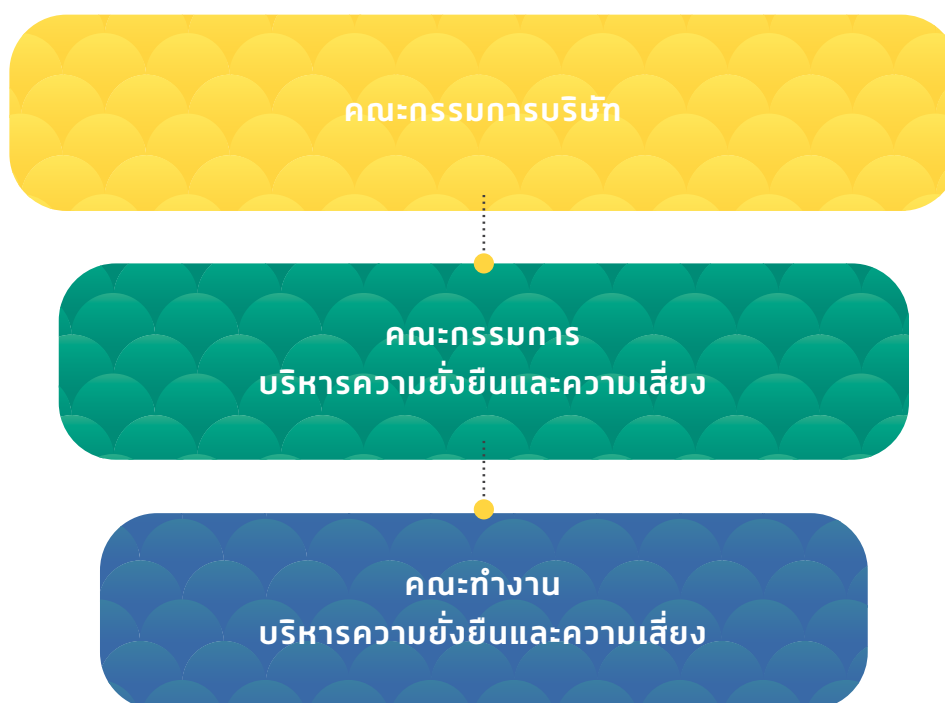 คณะกรรมการบริษัท
คณะกรรมการ
บริหารความยั่งยืนและความเสี่ยง
คณะทำงาน
บริหารความยั่งยืนและความเสี่ยง